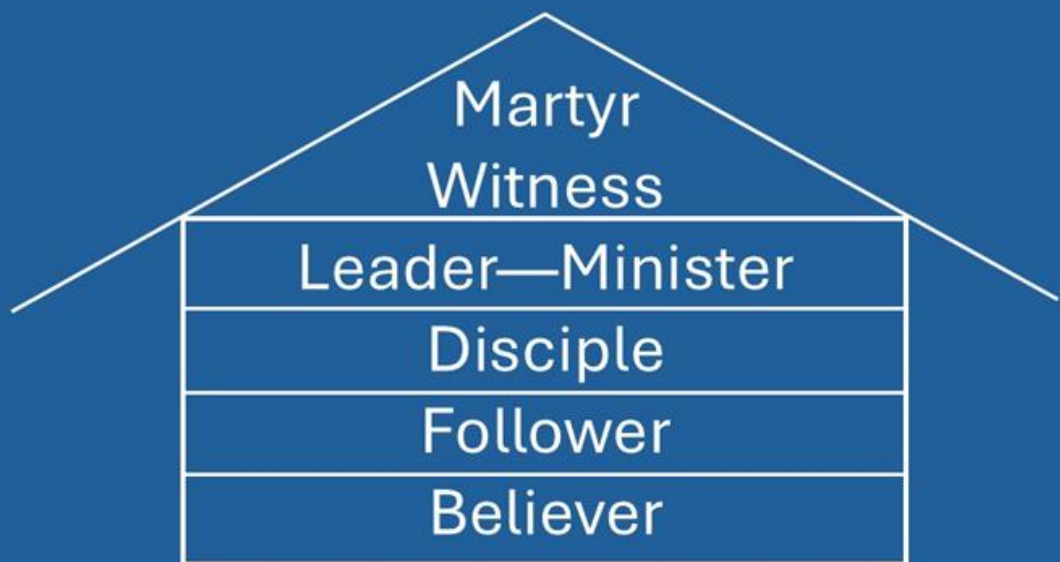 Martyr
Witness
Leader—Minister
Disciple
Follower
Believer